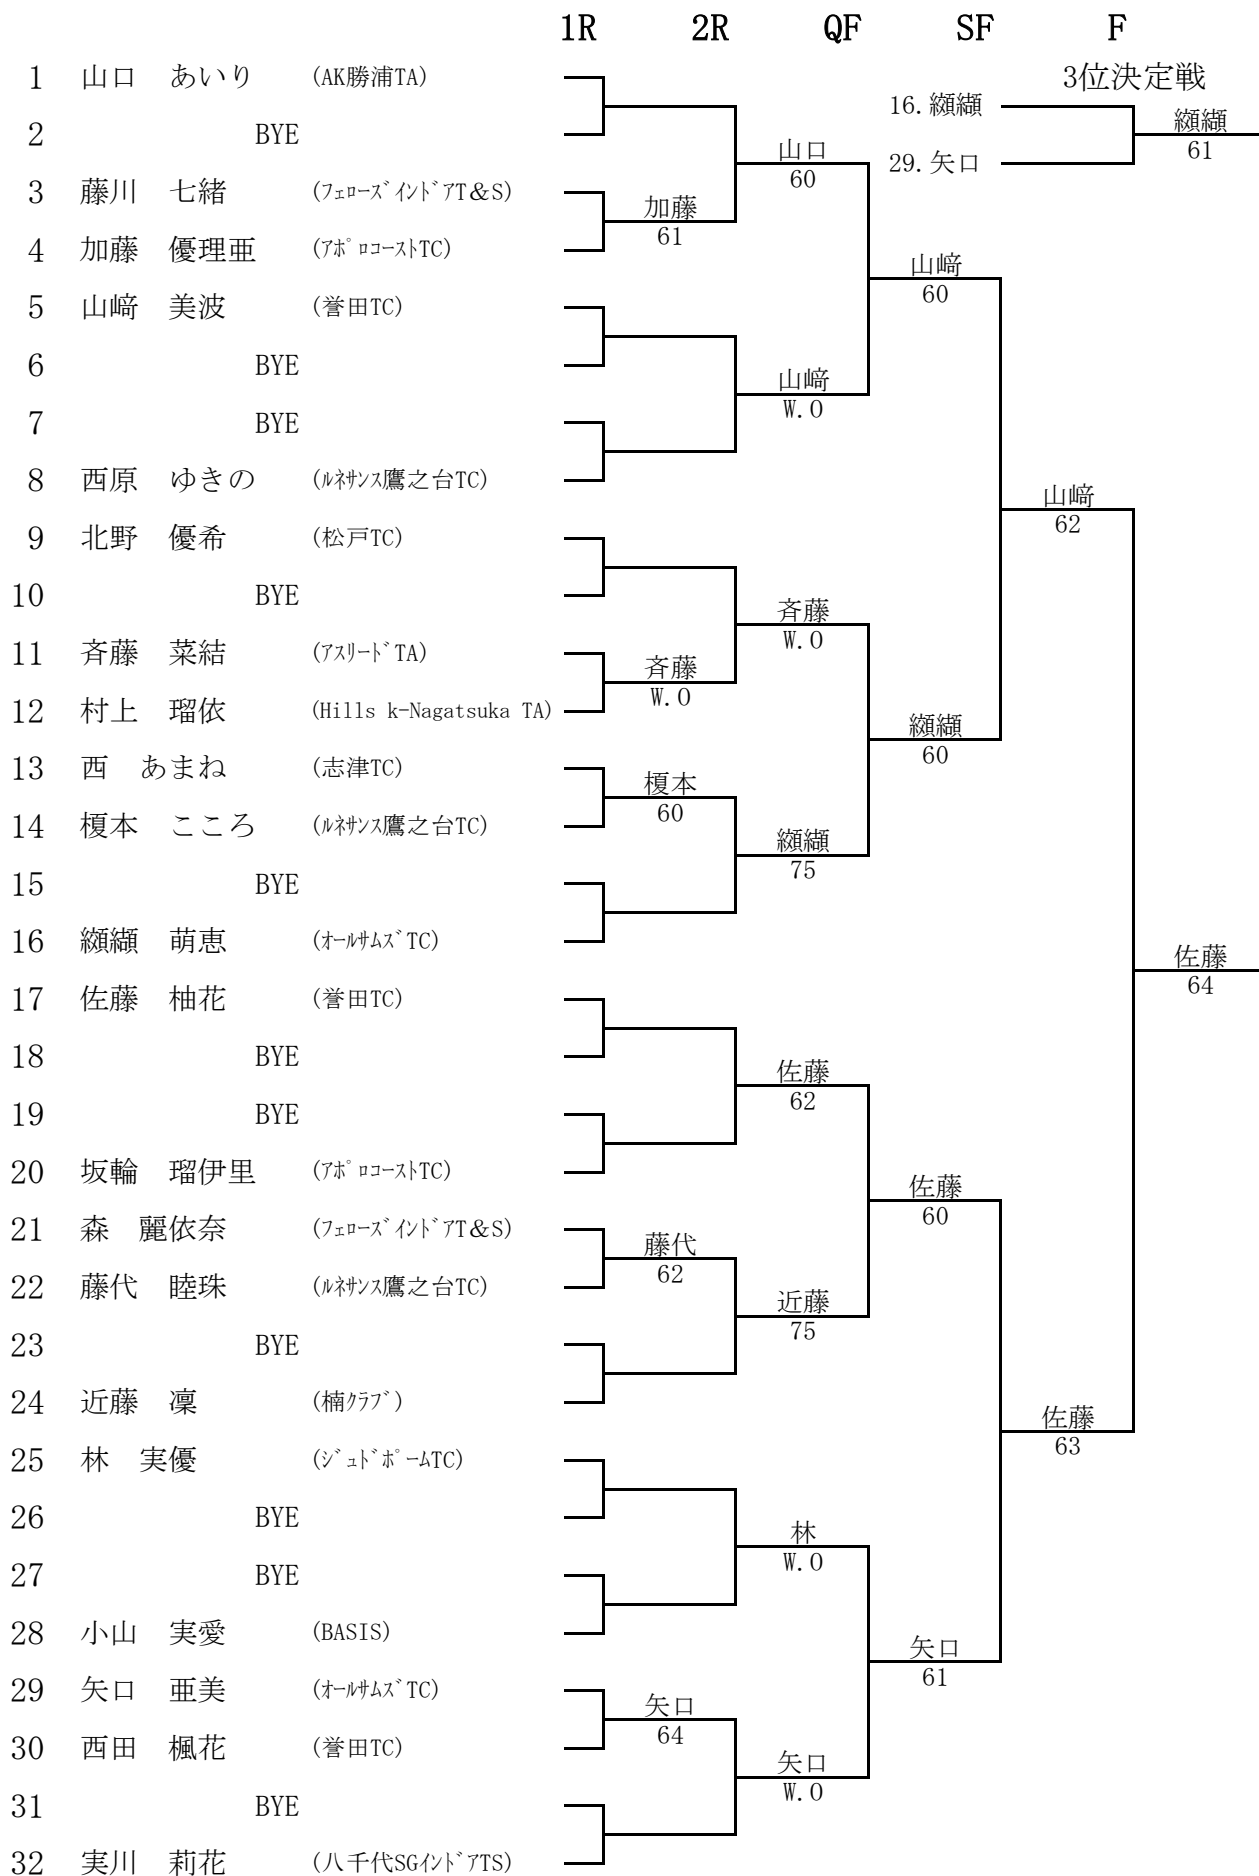 1R 2R QF SF F
1 山口 あいり (AK勝浦TA)
3位決定戦
16.纐纈
纐纈
61
2 BYE
山口
60
29.矢口
3 藤川 七緒 (フェローズインドアT&S)
加藤
61
4 加藤 優理亜 (アポロコーストTC)
山﨑
60
5 山﨑 美波 (誉田TC)
6 BYE
山﨑
W.O
7 BYE
8 西原 ゆきの (ルネサンス鷹之台TC)
山﨑
62
9 北野 優希 (松戸TC)
10 BYE
斉藤
W.O
11 斉藤 菜結 (アスリードTA)
斉藤
W.O
12 村上 瑠依 (Hills k-Nagatsuka TA)
纐纈
60
13 西 あまね (志津TC)
榎本
60
14 榎本 こころ (ルネサンス鷹之台TC)
纐纈
75
15 BYE
16 纐纈 萌恵 (オールサムズTC)
佐藤
64
17 佐藤 柚花 (誉田TC)
18 BYE
佐藤
62
19 BYE
20 坂輪 瑠伊里 (アポロコーストTC)
佐藤
60
21 森 麗依奈 (フェローズインドアT&S)
藤代
62
22 藤代 睦珠 (ルネサンス鷹之台TC)
近藤
75
23 BYE
24 近藤 凜 (楠クラブ)
佐藤
63
25 林 実優 (ジュドポームTC)
26 BYE
林
W.O
27 BYE
28 小山 実愛 (BASIS)
矢口
61
29 矢口 亜美 (オールサムズTC)
矢口
64
30 西田 楓花 (誉田TC)
矢口
W.O
31 BYE
32 実川 莉花 (八千代SGインドアTS)